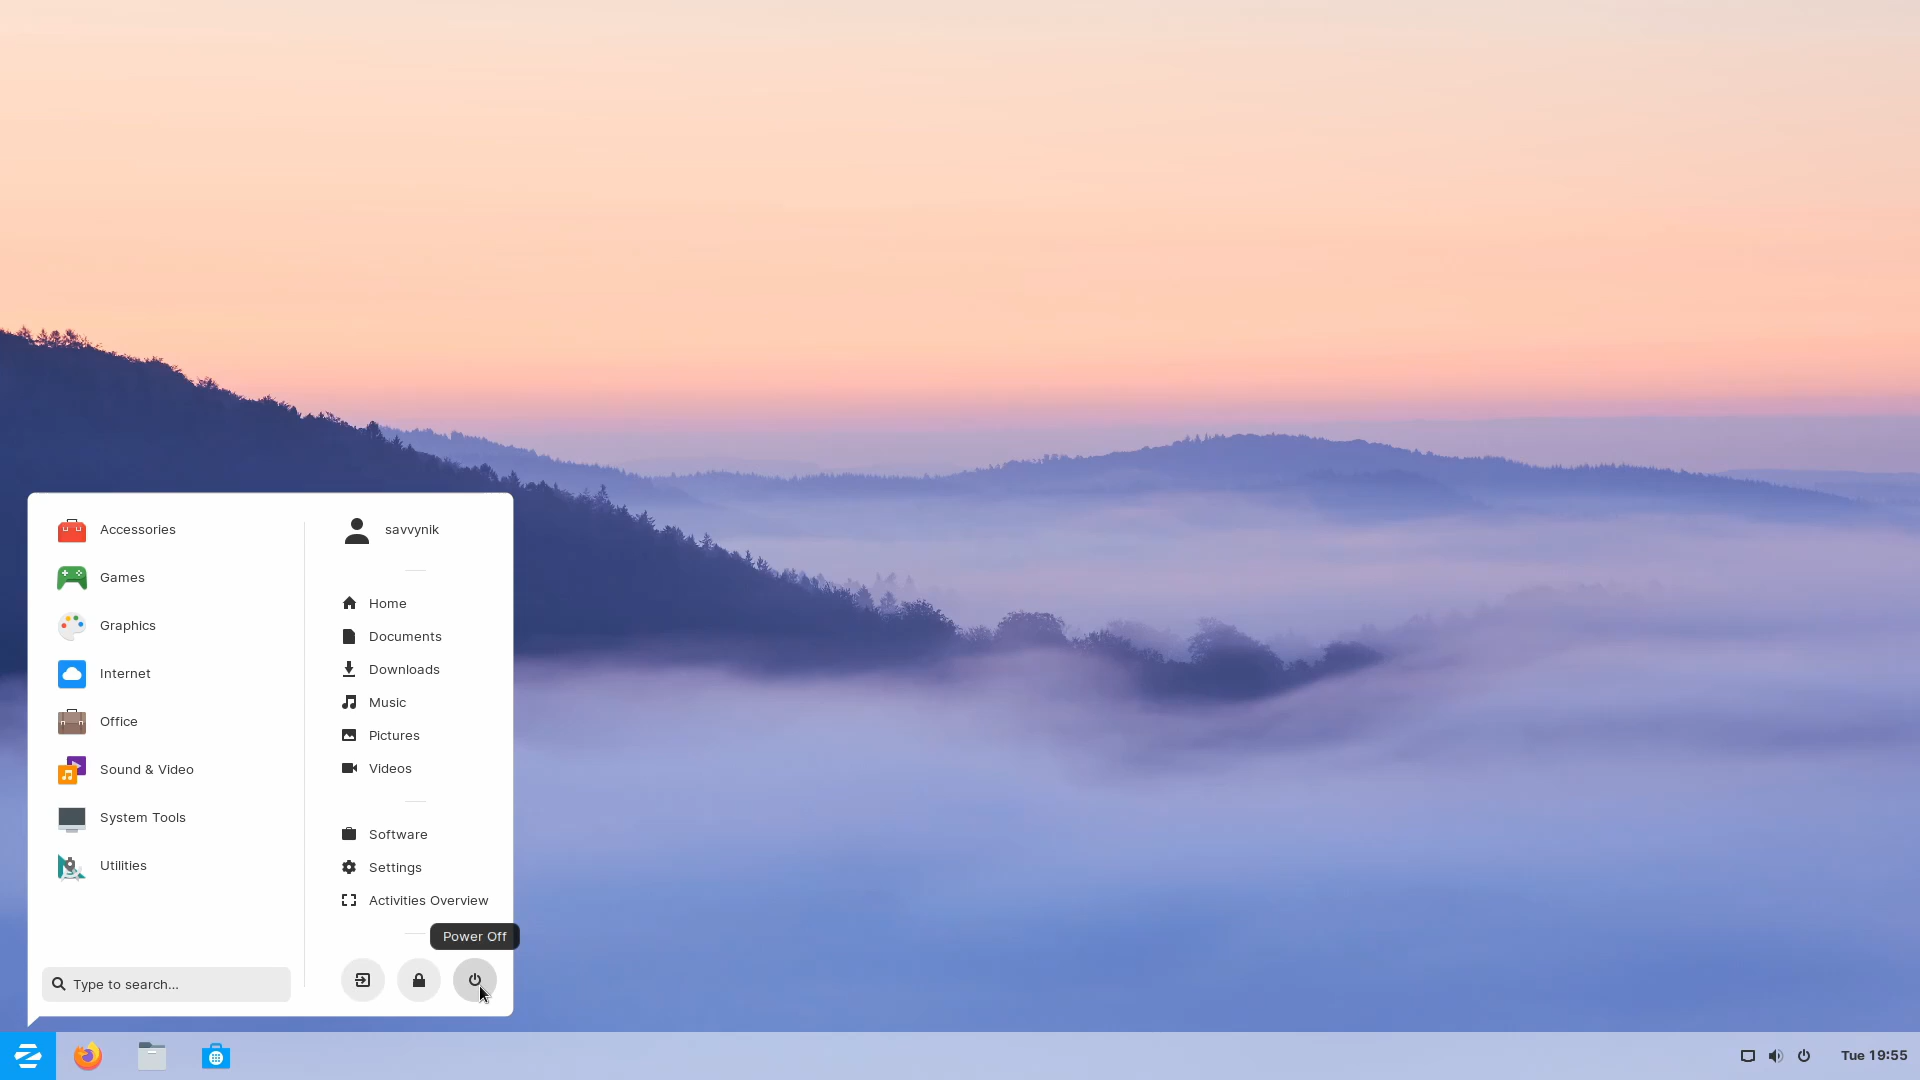 Accessories
Games
Graphics
Internet
Office
Sound & Video
System Tools
Utilities
Type to search...
savvynik
Home
Documents
Downloads
Music
Pictures
Videos
Software
Settings
Activities Overview
Power Off
Tue 19:55